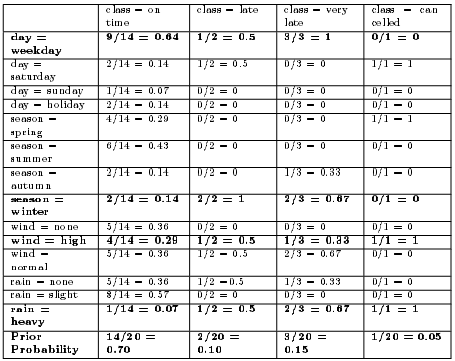 class – on time class – late class – very late class – can celled
day = weekday 9/14 = 0.64 1/2 = 0.5 3/3 = 1 0/1 = 0
day = saturday 2/14 = 0.14 1/2 = 0.5 0/3 = 0 1/1 = 1
day = sunday 1/14 = 0.07 0/2 = 0 0/3 = 0 0/1 = 0
day – holiday 2/14 – 0.14 0/2 – 0 0/3 – 0 0/1 – 0
season – spring 4/14 – 0.29 0/2 – 0 0/3 – 0 1/1 – 1
season – summer 6/14 – 0.43 0/2 – 0 0/3 – 0 0/1 – 0
season – autumn 2/14 – 0.14 0/2 – 0 1/3 – 0.33 0/1 – 0
season = winter 2/14 = 0.14 2/2 = 1 2/3 = 0.67 0/1 = 0
wind = none 5/14 = 0.36 0/2 = 0 0/3 = 0 0/1 = 0
wind = high 4/14 = 0.29 1/2 = 0.5 1/3 = 0.33 1/1 = 1
wind – normal 5/14 – 0.36 1/2 – 0.5 2/3 – 0.67 0/1 – 0
rain – none 5/14 – 0.36 1/2 –0.5 1/3 – 0.33 0/1 – 0
rain = slight 8/14 = 0.57 0/2 = 0 0/3 = 0 0/1 = 0
rain = heavy 1/14 = 0.07 1/2 = 0.5 2/3 = 0.67 1/1 = 1
Prior Probability 14/20 = 0.70 2/20 = 0.10 3/20 = 0.15 1/20 = 0.05